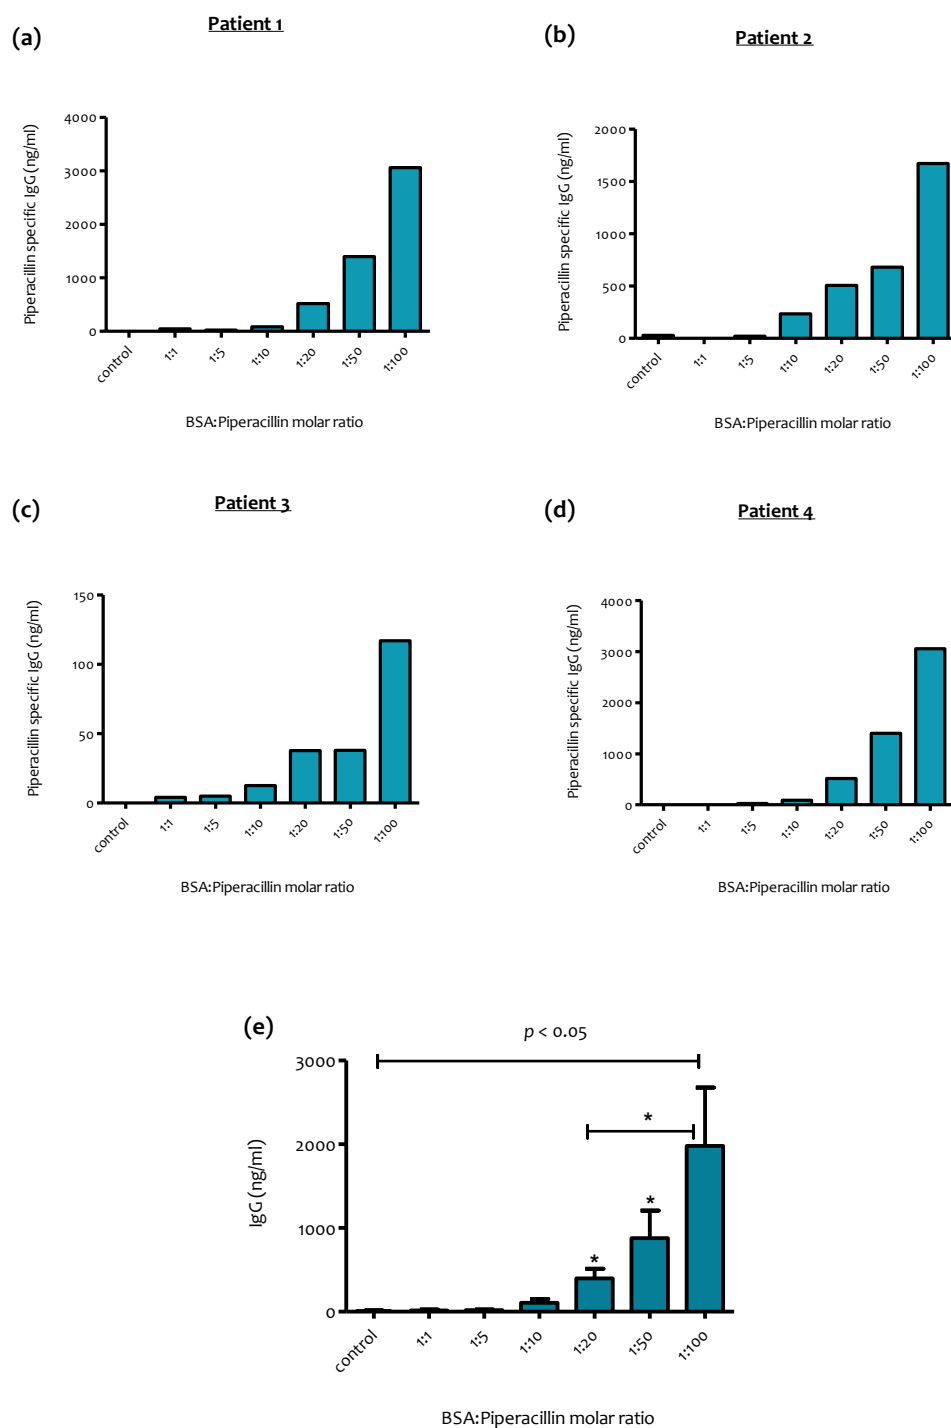 (a)
Patient 1
Piperacillin specific IgG (ng/ml)
4000
3000
2000
1000
0
control
1:1
1:5
1:10
1:20
1:50
1:100
BSA:Piperacillin molar ratio
(b)
Patient 2
Piperacillin specific IgG (ng/ml)
2000
1500
1000
500
0
control
1:1
1:5
1:10
1:20
1:50
1:100
BSA:Piperacillin molar ratio
(c)
Patient 3
Piperacillin specific IgG (ng/ml)
150
100
50
0
control
1:1
1:5
1:10
1:20
1:50
1:100
BSA:Piperacillin molar ratio
(d)
Patient 4
Piperacillin specific IgG (ng/ml)
4000
3000
2000
1000
0
control
1:1
1:5
1:10
1:20
1:50
1:100
BSA:Piperacillin molar ratio
(e)
p < 0.05
*
*
*
IgG (ng/ml)
3000
2000
1000
0
control
1:1
1:5
1:10
1:20
1:50
1:100
BSA:Piperacillin molar ratio